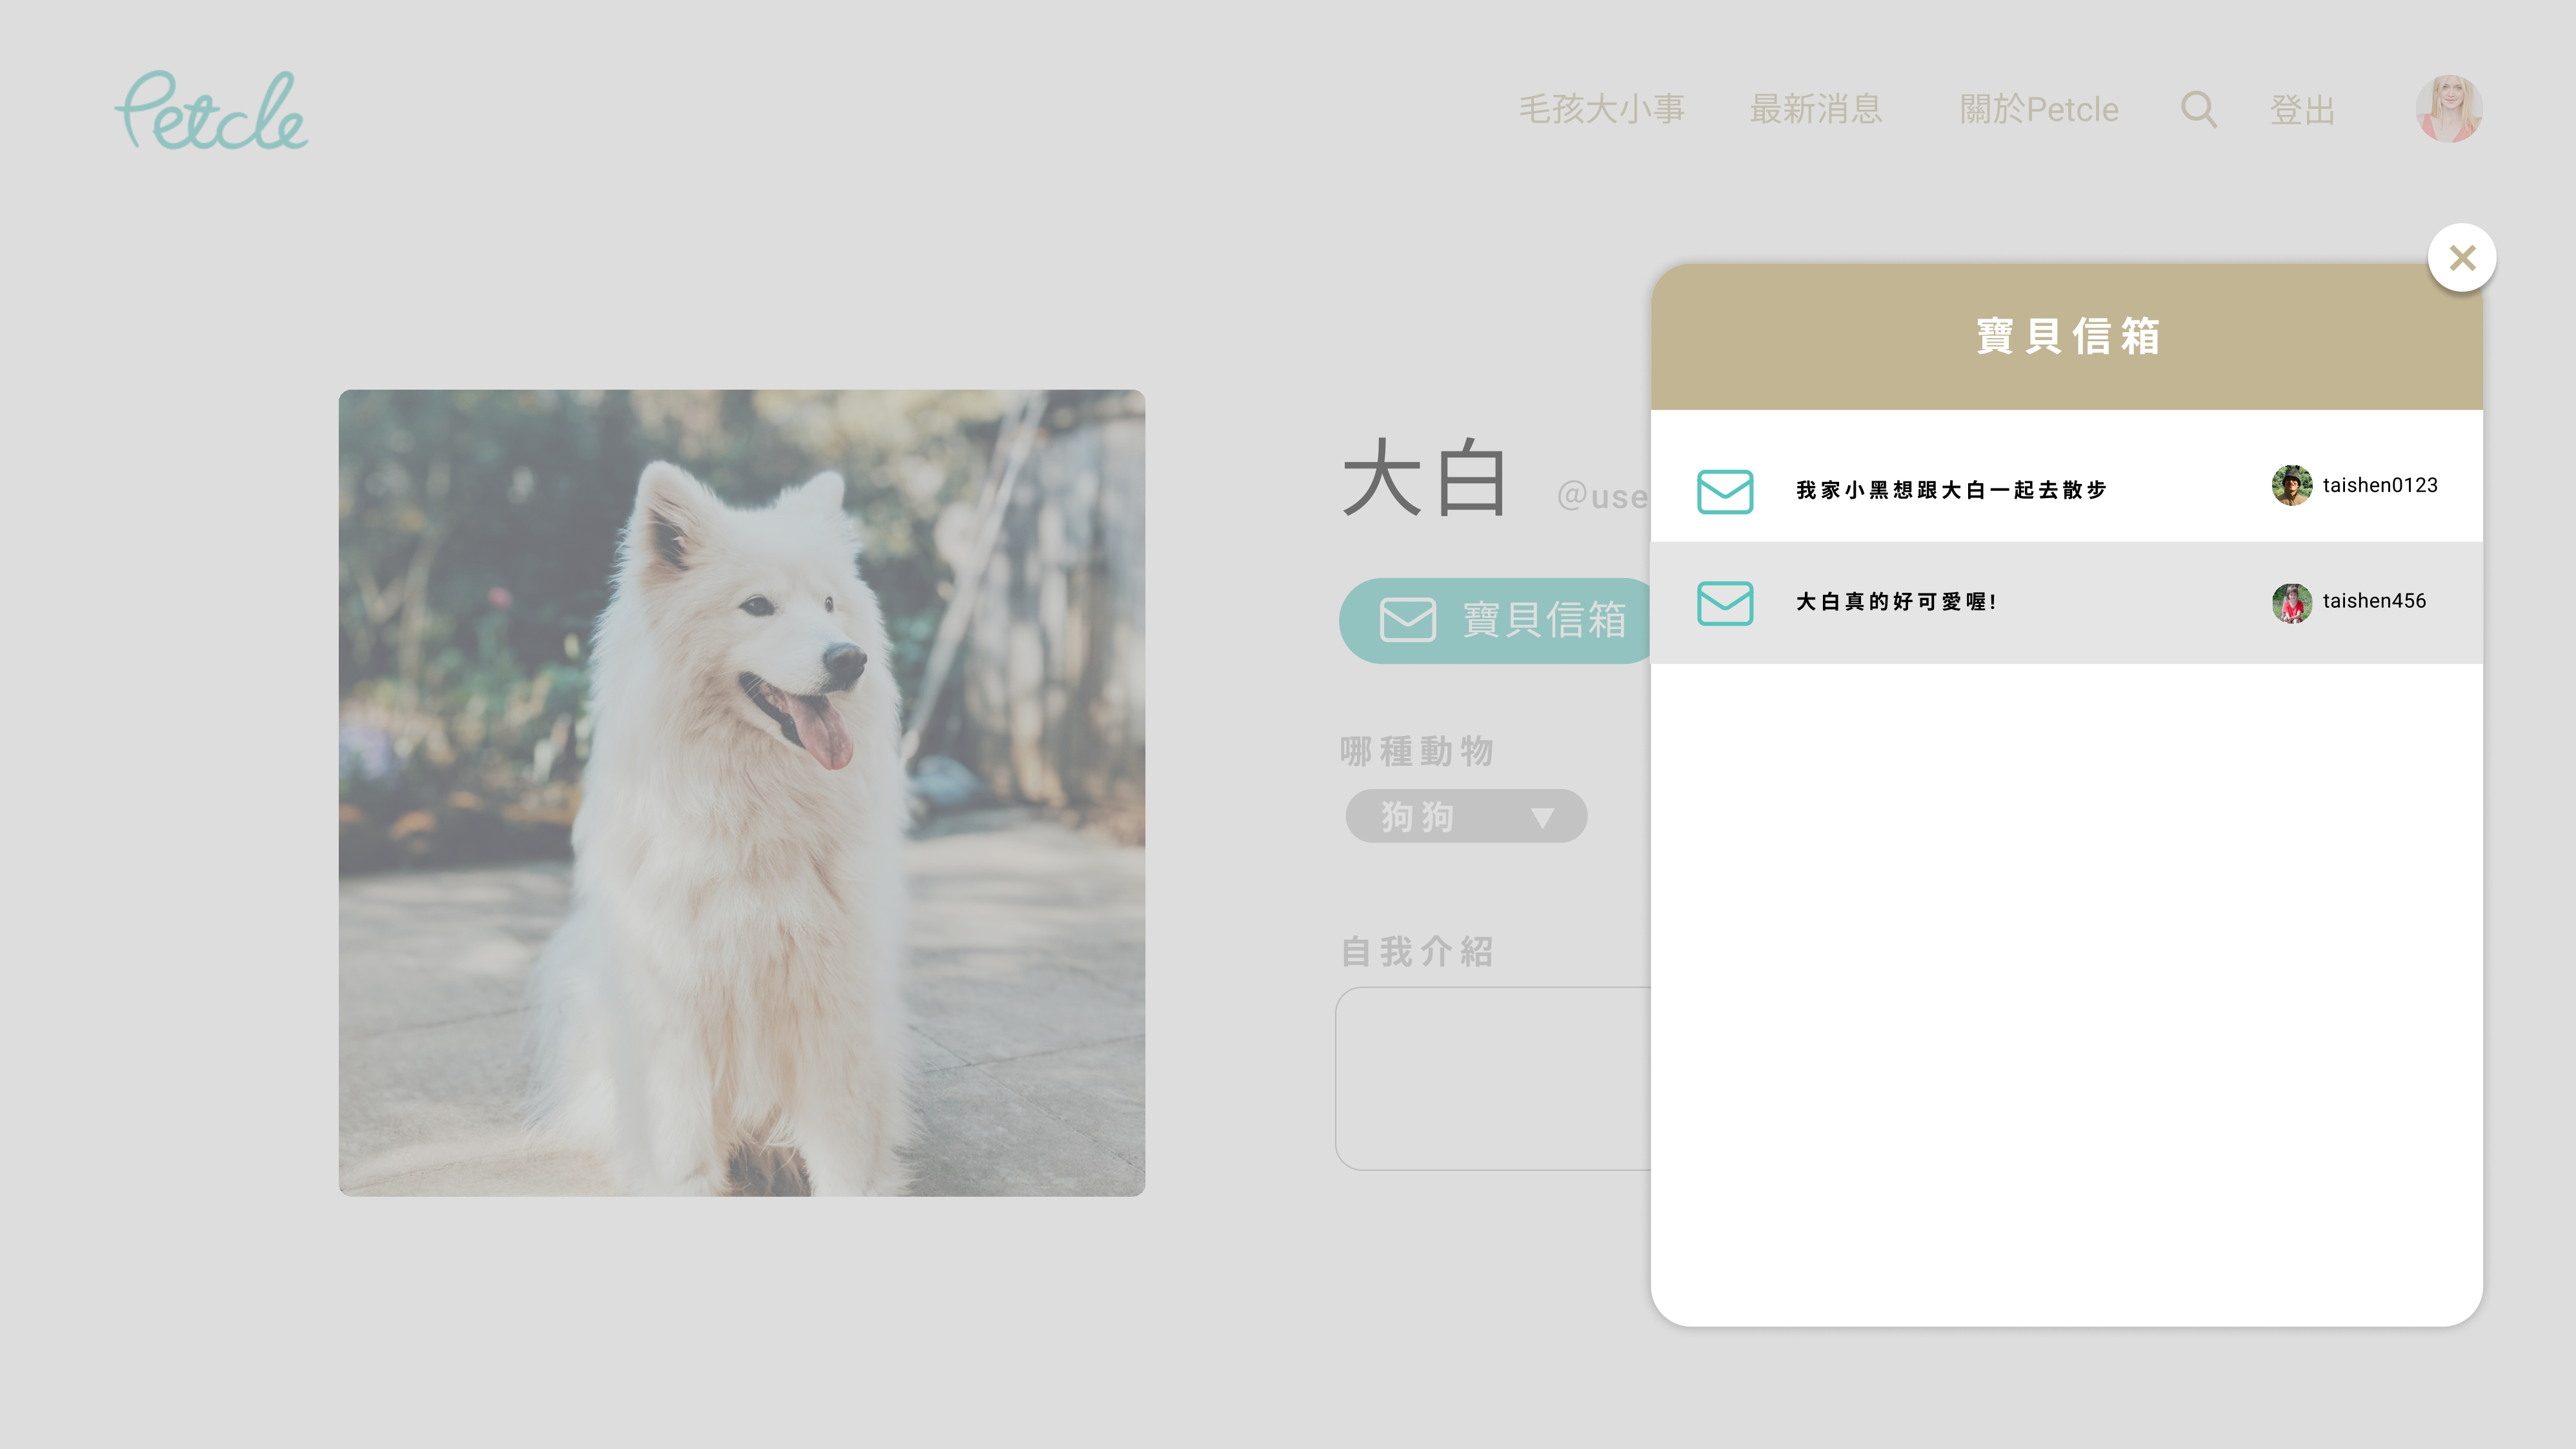 Petcle
毛孩大小事
最新消息
關於Petcle
登出
寶貝信箱
我家小黑想跟大白一起去散步
taishen0123
大白真的好可愛喔!
taishen456
大白
@use
寶貝信箱
哪種動物
狗狗
自我介紹